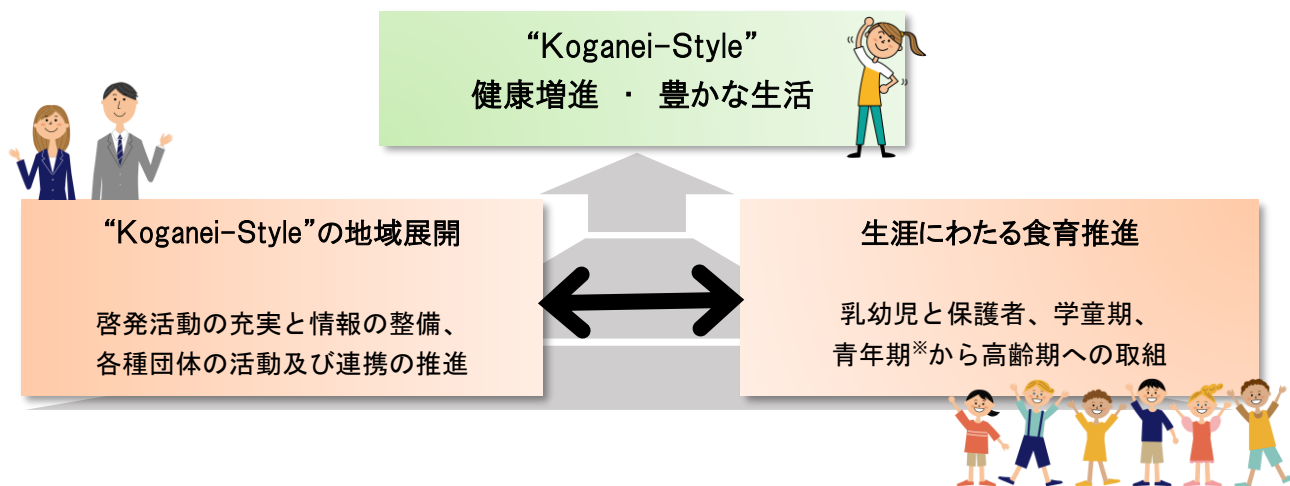 “Koganei-Style”
健康増進 ・ 豊かな生活
“Koganei-Style”の地域展開
啓発活動の充実と情報の整備、
各種団体の活動及び連携の推進
生涯にわたる食育推進
乳幼児と保護者、学童期、
青年期※から高齢期への取組